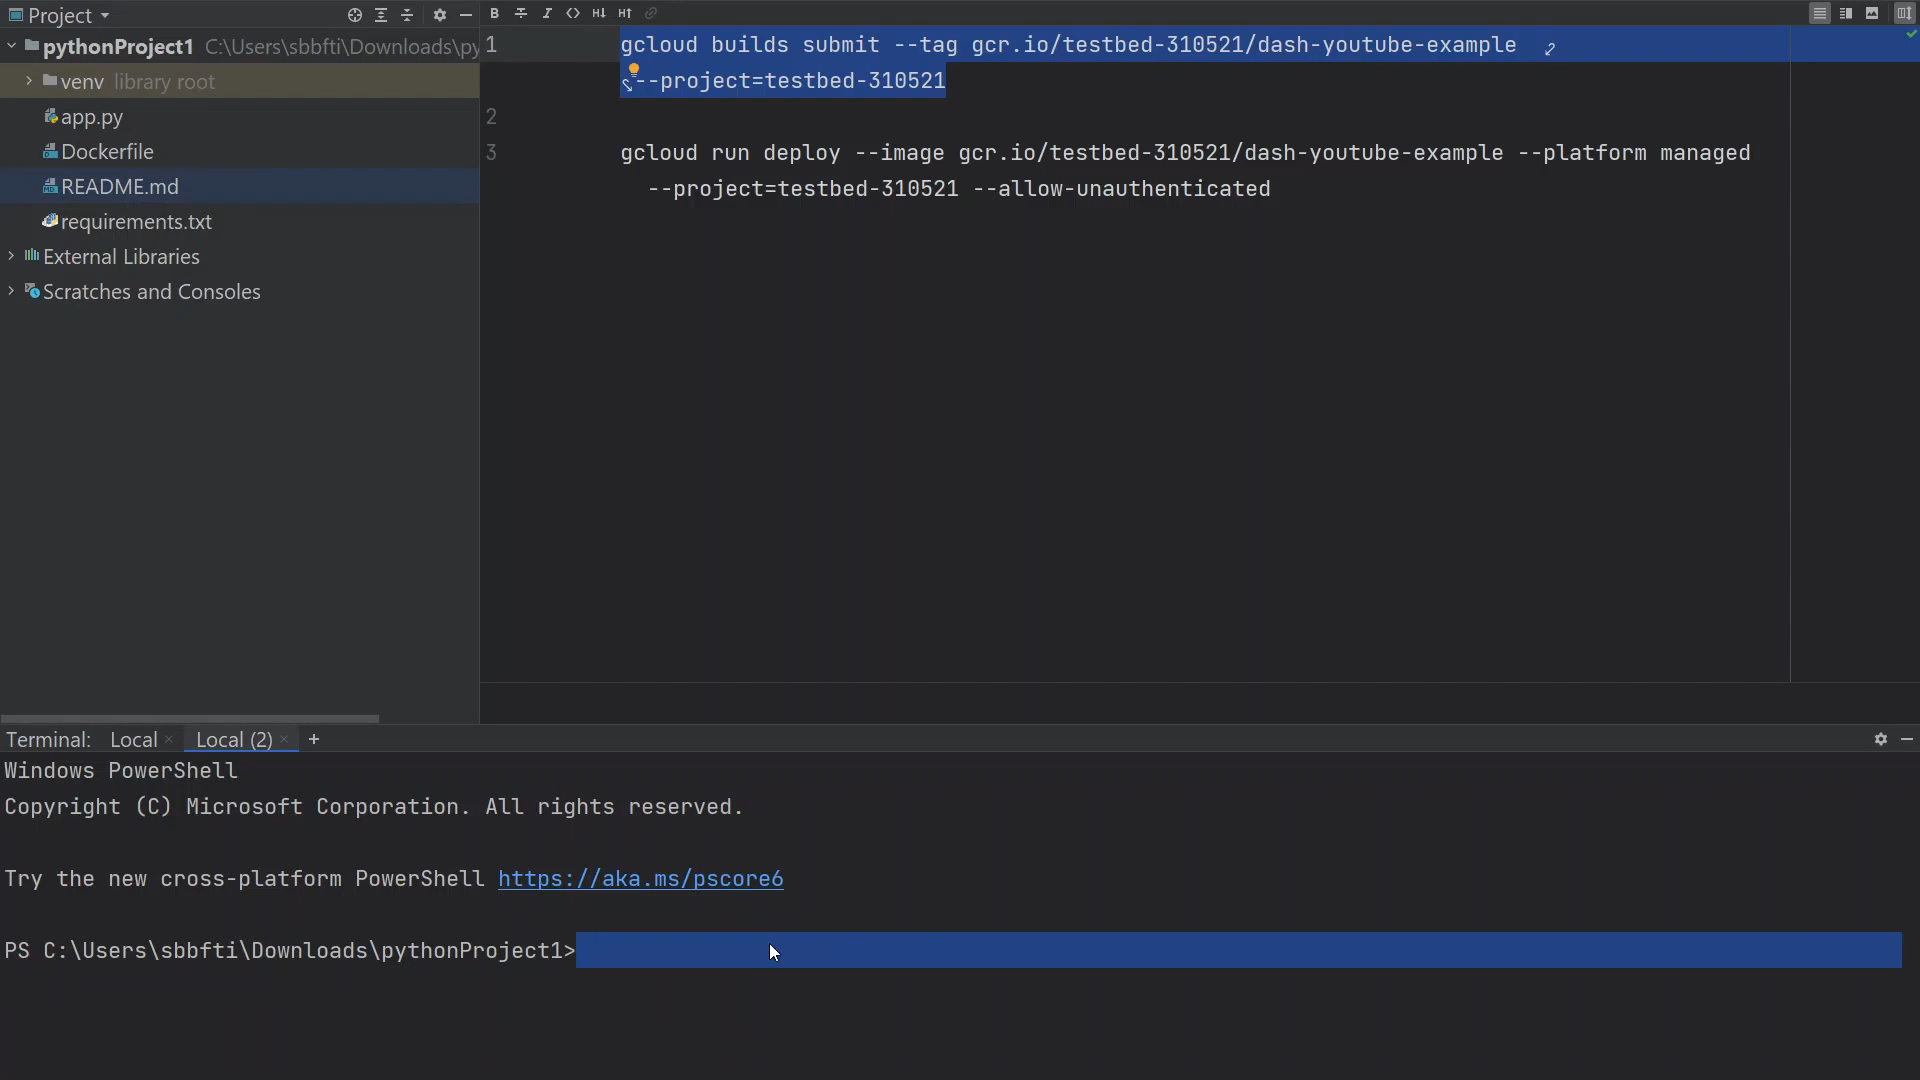 Project
pythonProject1 C:\Users\sbbfti\Downloads\py
venv library root
app.py
Dockerfile
README.md
requirements.txt
External Libraries
Scratches and Consoles
B I <> H↓ H↑
1 gcloud builds submit --tag gcr.io/testbed-310521/dash-youtube-example
--project=testbed-310521
2
3 gcloud run deploy --image gcr.io/testbed-310521/dash-youtube-example --platform managed
--project=testbed-310521 --allow-unauthenticated
Terminal: Local × Local (2) × +
Windows PowerShell
Copyright (C) Microsoft Corporation. All rights reserved.
Try the new cross-platform PowerShell https://aka.ms/pscore6
PS C:\Users\sbbfti\Downloads\pythonProject1>